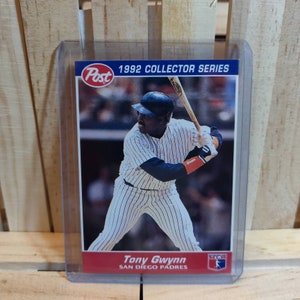 Post
1992 COLLECTOR SERIES
Tony Gwynn
SAN DIEGO PADRES